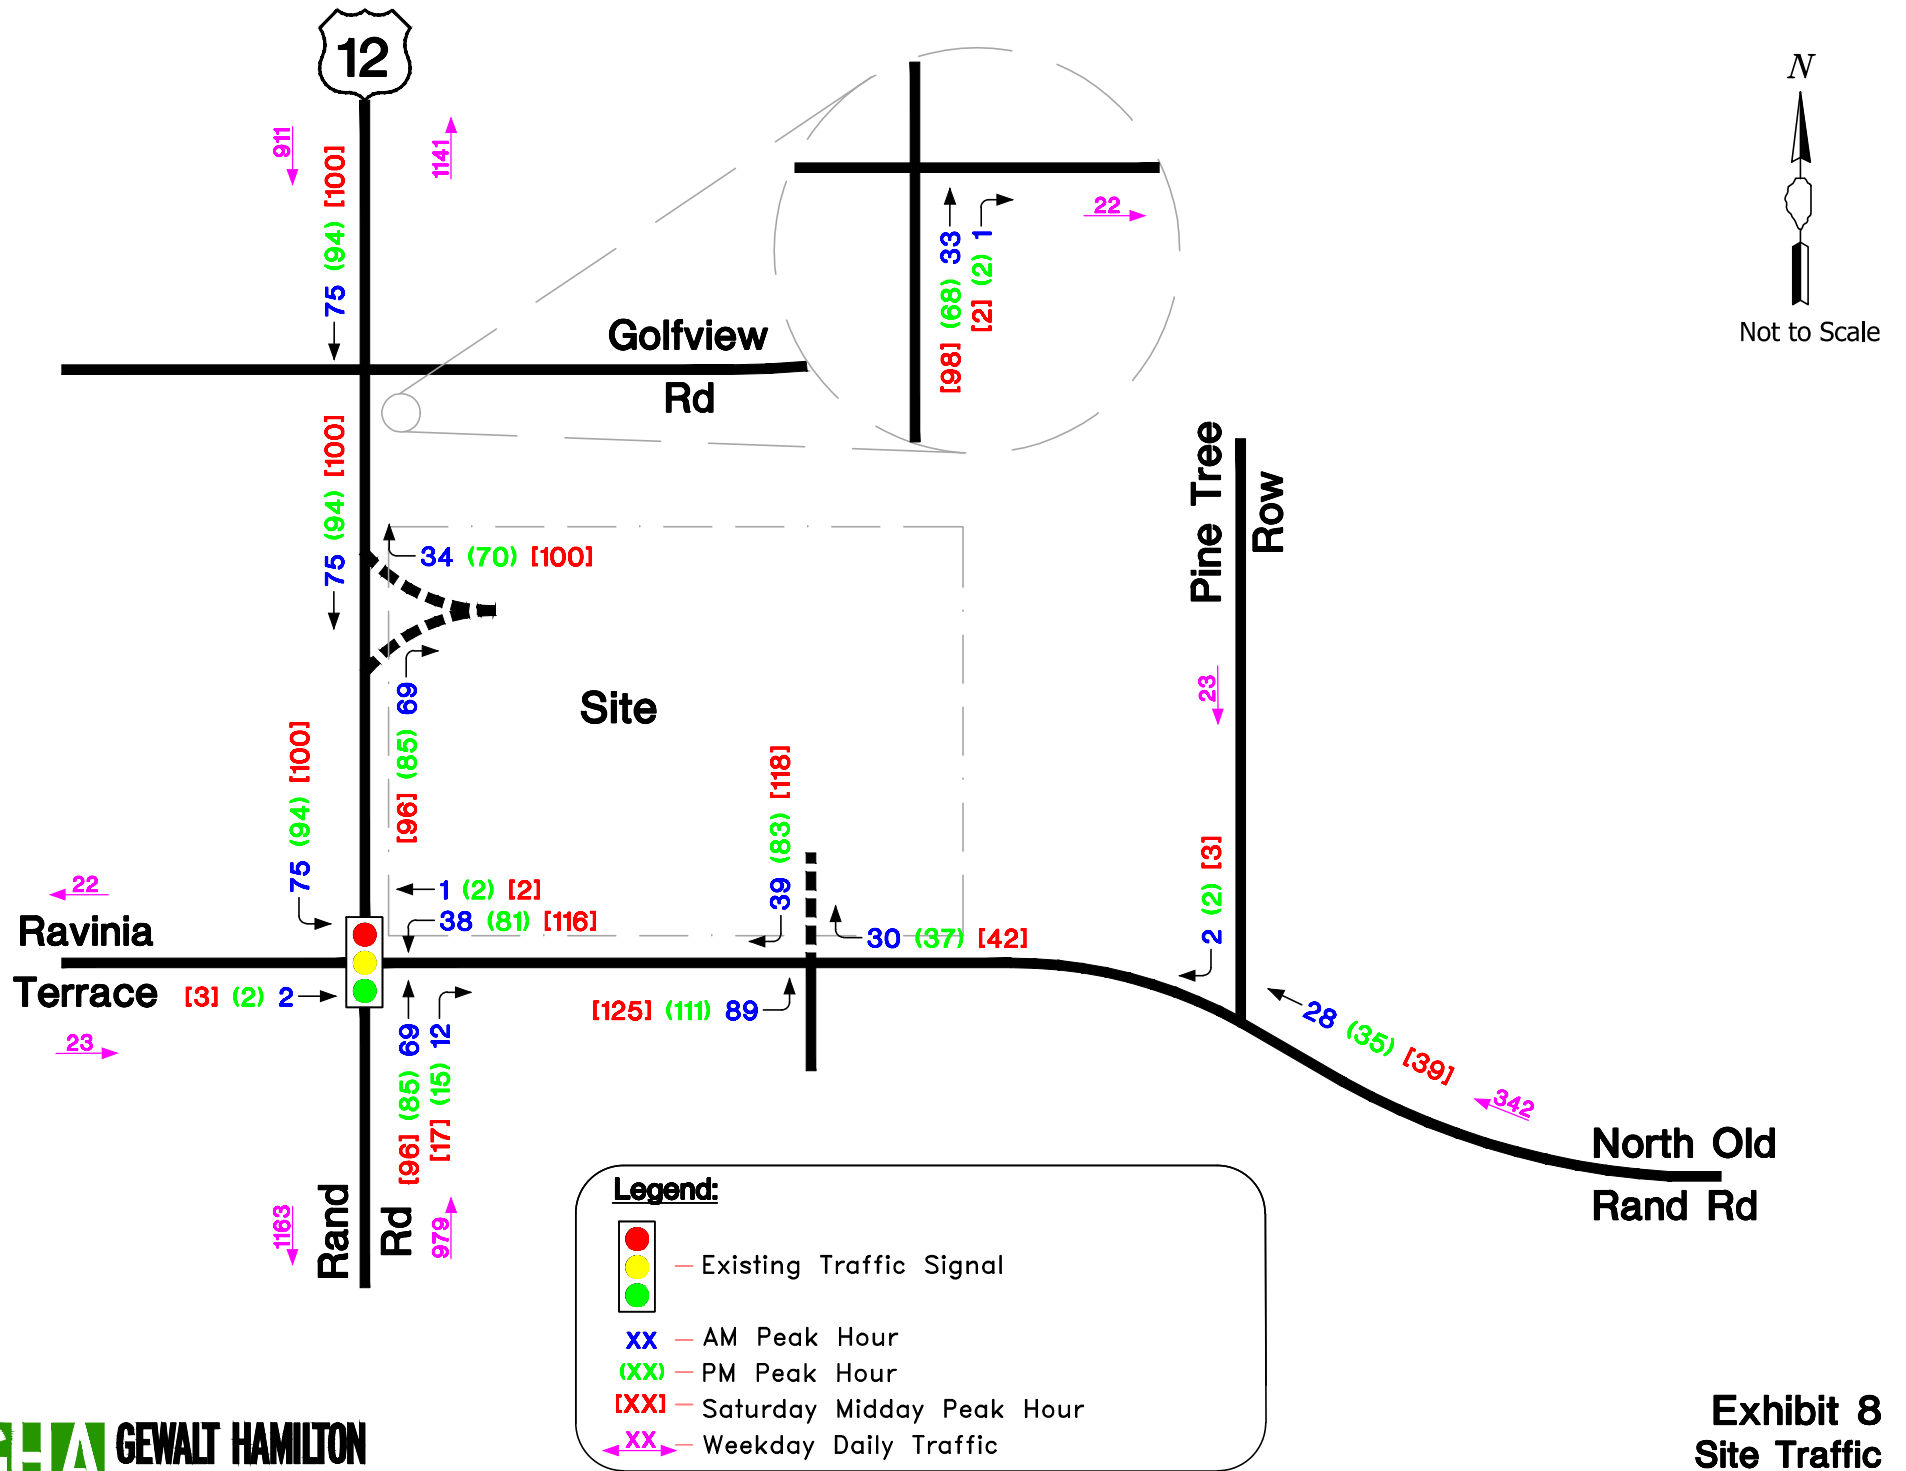 12
N
Not to Scale
911
1141
75 (94) [100]
22
[98] (68) 33
[2] (2) 1
Golfview
Rd
75 (94) [100]
Pine Tree
Row
34 (70) [100]
[96] (85) 69
Site
23
75 (94) [100]
39 (83) [118]
2 (2) [3]
22
1 (2) [2]
38 (81) [116]
30 (37) [42]
Ravinia
Terrace
[3] (2) 2
23
[125] (111) 89
28 (35) [39]
342
[96] (85) 69
[17] (15) 12
North Old
Rand Rd
1163
Rand
Rd
979
Legend:
Existing Traffic Signal
XX AM Peak Hour
(XX) PM Peak Hour
[XX] Saturday Midday Peak Hour
XX Weekday Daily Traffic
GHA GEWALT HAMILTON
Exhibit 8
Site Traffic